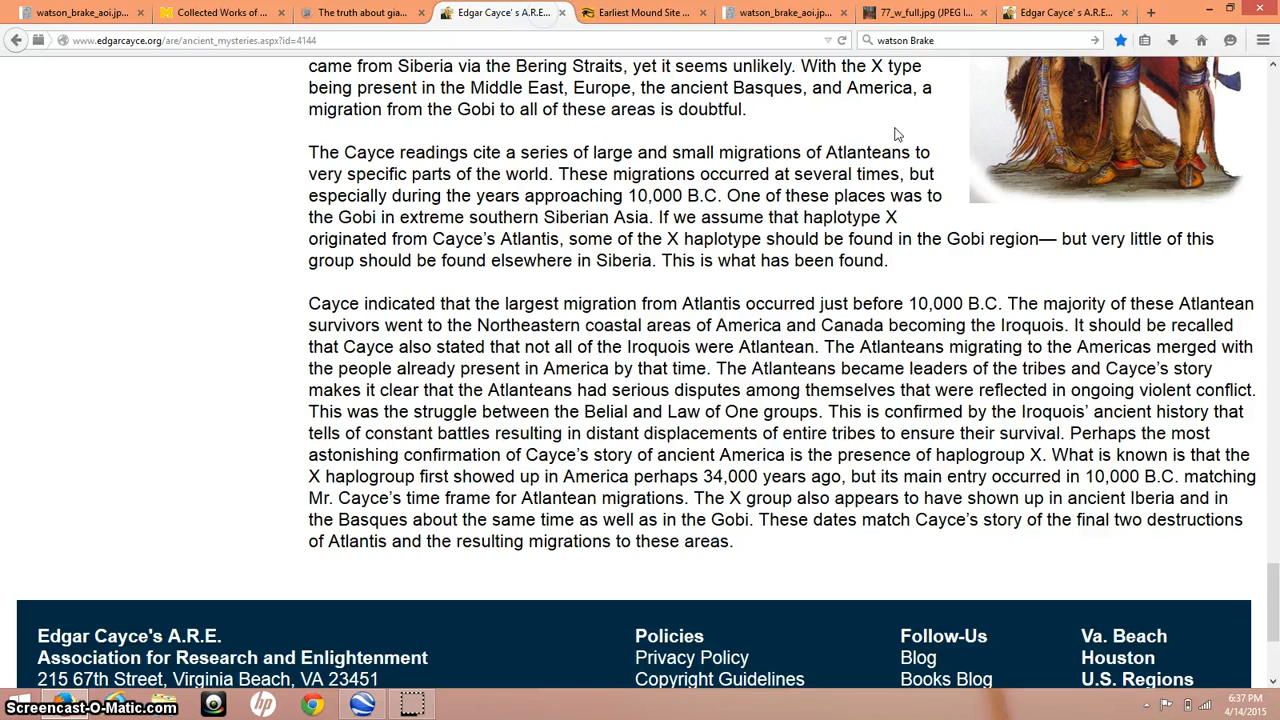 watson_brake_aoi.jp...
Collected Works of ...
The truth about gia...
Edgar Cayce' s A.R.E...
Earliest Mound Site ...
watson_brake_aoi.jp...
77_w_full.jpg (JPEG I...
Edgar Cayce' s A.R.E...
www.edgarcayce.org/are/ancient_mysteries.aspx?id=4144
watson Brake
came from Siberia via the Bering Straits, yet it seems unlikely. With the X type
being present in the Middle East, Europe, the ancient Basques, and America, a
migration from the Gobi to all of these areas is doubtful.
The Cayce readings cite a series of large and small migrations of Atlanteans to
very specific parts of the world. These migrations occurred at several times, but
especially during the years approaching 10,000 B.C. One of these places was to
the Gobi in extreme southern Siberian Asia. If we assume that haplotype X
originated from Cayce's Atlantis, some of the X haplotype should be found in the Gobi region— but very little of this
group should be found elsewhere in Siberia. This is what has been found.
Cayce indicated that the largest migration from Atlantis occurred just before 10,000 B.C. The majority of these Atlantean
survivors went to the Northeastern coastal areas of America and Canada becoming the Iroquois. It should be recalled
that Cayce also stated that not all of the Iroquois were Atlantean. The Atlanteans migrating to the Americas merged with
the people already present in America by that time. The Atlanteans became leaders of the tribes and Cayce's story
makes it clear that the Atlanteans had serious disputes among themselves that were reflected in ongoing violent conflict.
This was the struggle between the Belial and Law of One groups. This is confirmed by the Iroquois' ancient history that
tells of constant battles resulting in distant displacements of entire tribes to ensure their survival. Perhaps the most
astonishing confirmation of Cayce's story of ancient America is the presence of haplogroup X. What is known is that the
X haplogroup first showed up in America perhaps 34,000 years ago, but its main entry occurred in 10,000 B.C. matching
Mr. Cayce's time frame for Atlantean migrations. The X group also appears to have shown up in ancient Iberia and in
the Basques about the same time as well as in the Gobi. These dates match Cayce's story of the final two destructions
of Atlantis and the resulting migrations to these areas.
Edgar Cayce's A.R.E.
Association for Research and Enlightenment
215 67th Street, Virginia Beach, VA 23451
Policies
Privacy Policy
Copyright Guidelines
Follow-Us
Blog
Books Blog
Va. Beach
Houston
U.S. Regions
Screencast-O-Matic.com
hp
6:37 PM
4/14/2015